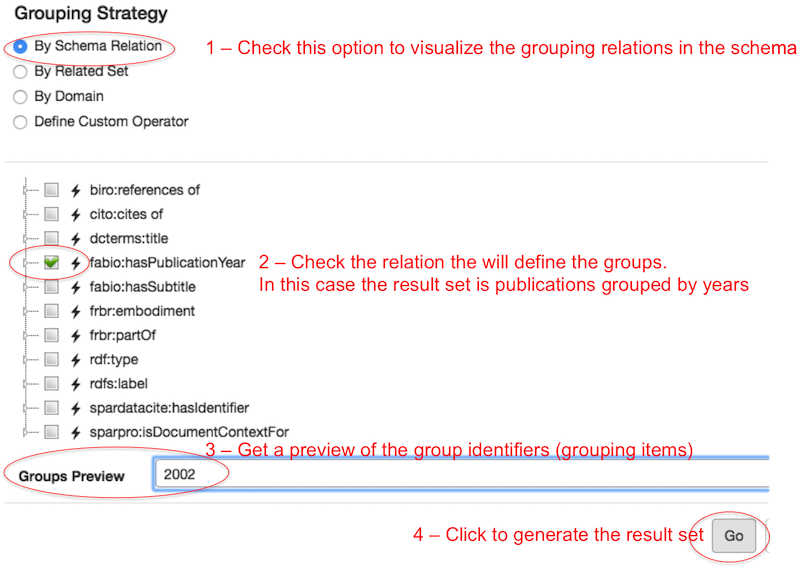 Grouping Strategy
By Schema Relation
1 – Check this option to visualize the grouping relations in the schema
By Related Set
By Domain
Define Custom Operator
biro:references of
cito:cites of
dcterms:title
fabio:hasPublicationYear
2 – Check the relation the will define the groups.
fabio:hasSubtitle
In this case the result set is publications grouped by years
frbr:embodiment
frbr:partOf
rdf:type
rdfs:label
spardatacite:hasIdentifier
sparpro:isDocumentContextFor
3 – Get a preview of the group identifiers (grouping items)
Groups Preview
2002
4 – Click to generate the result set
Go